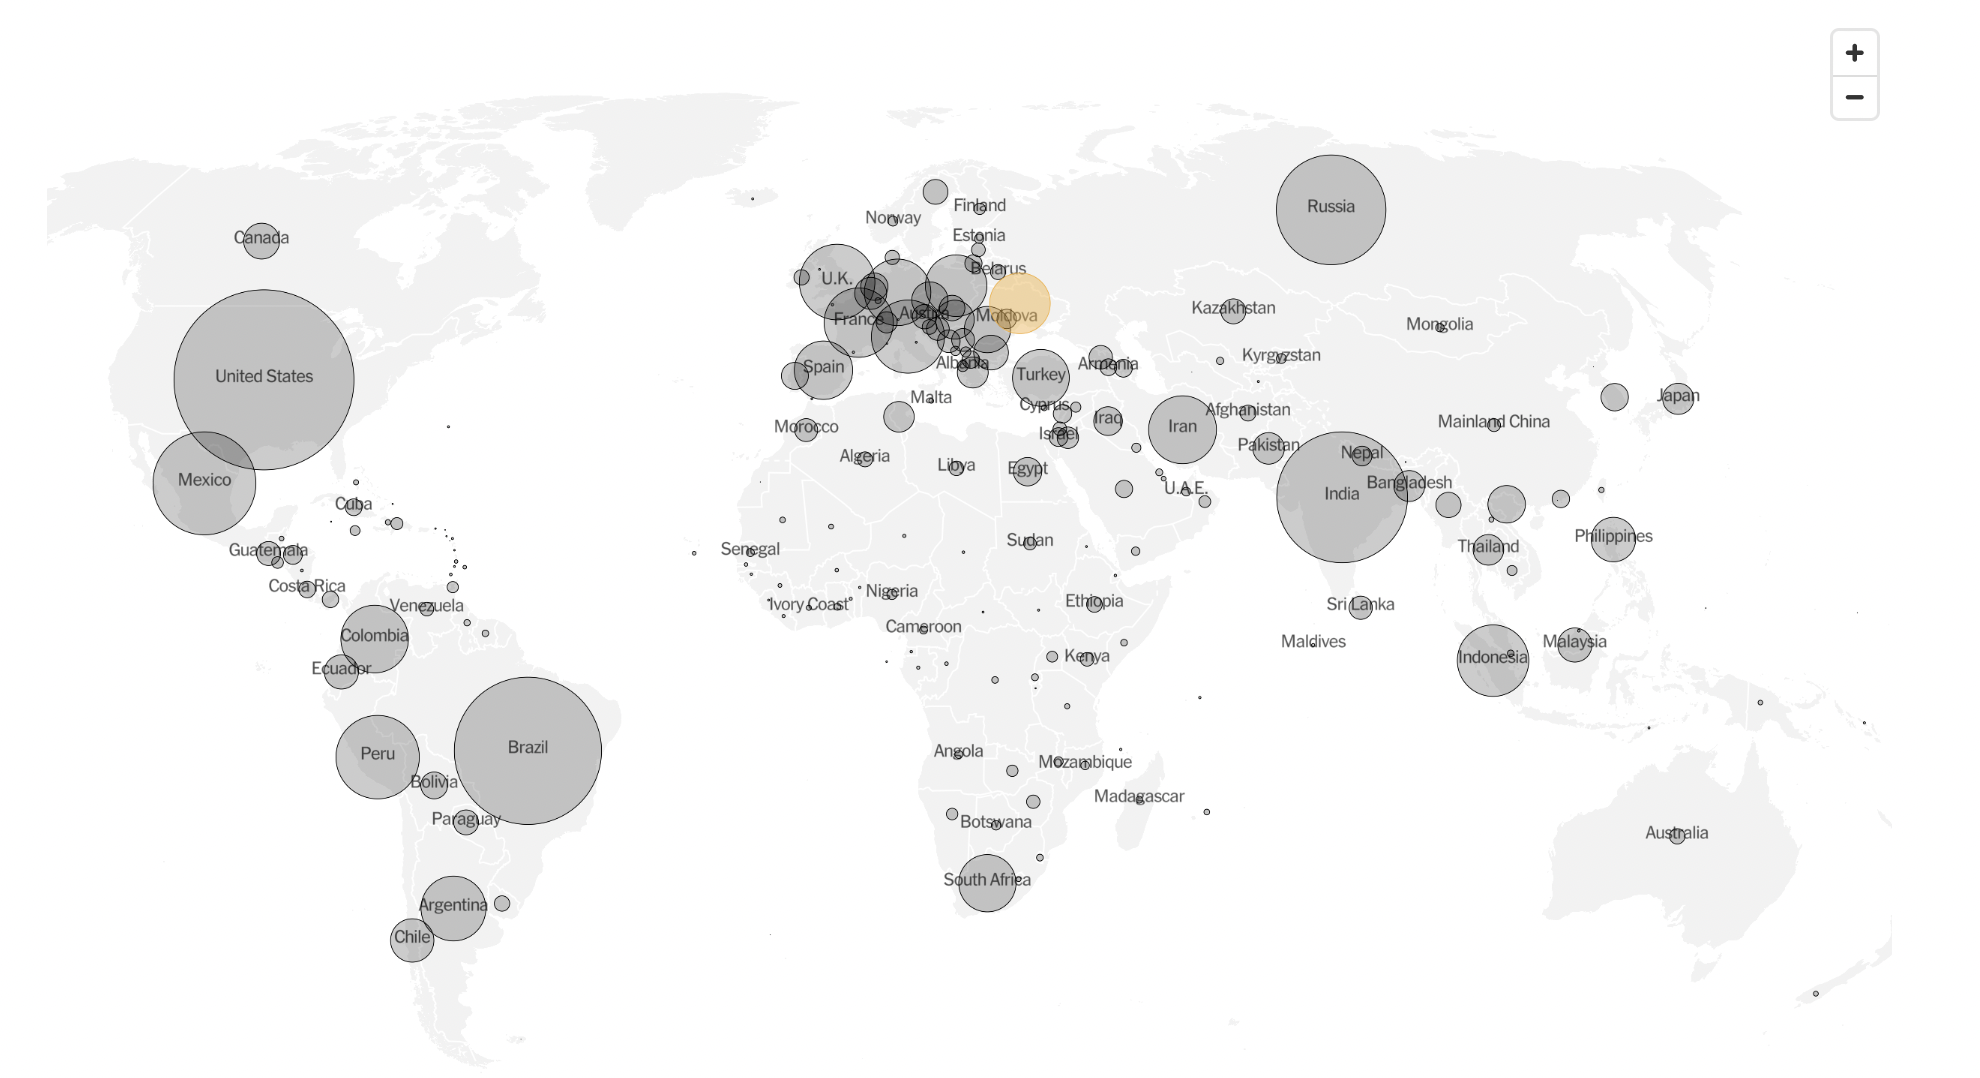 +
−
Russia
Finland
Norway
Canada
Estonia
Belarus
U.K.
Kazakhstan
France
Austria
Moldova
Mongolia
Kyrgyzstan
Albania
Armenia
Spain
Turkey
United States
Malta
Japan
Cyprus
Afghanistan
Iraq
Mainland China
Morocco
Iran
Israel
Pakistan
Nepal
Algeria
Libya
Egypt
Mexico
Bangladesh
U.A.E.
India
Cuba
Philippines
Sudan
Thailand
Guatemala
Senegal
Costa Rica
Nigeria
Ethiopia
Venezuela
Ivory Coast
Sri Lanka
Cameroon
Colombia
Maldives
Malaysia
Kenya
Indonesia
Ecuador
Brazil
Angola
Peru
Mozambique
Bolivia
Madagascar
Paraguay
Botswana
Australia
South Africa
Argentina
Chile